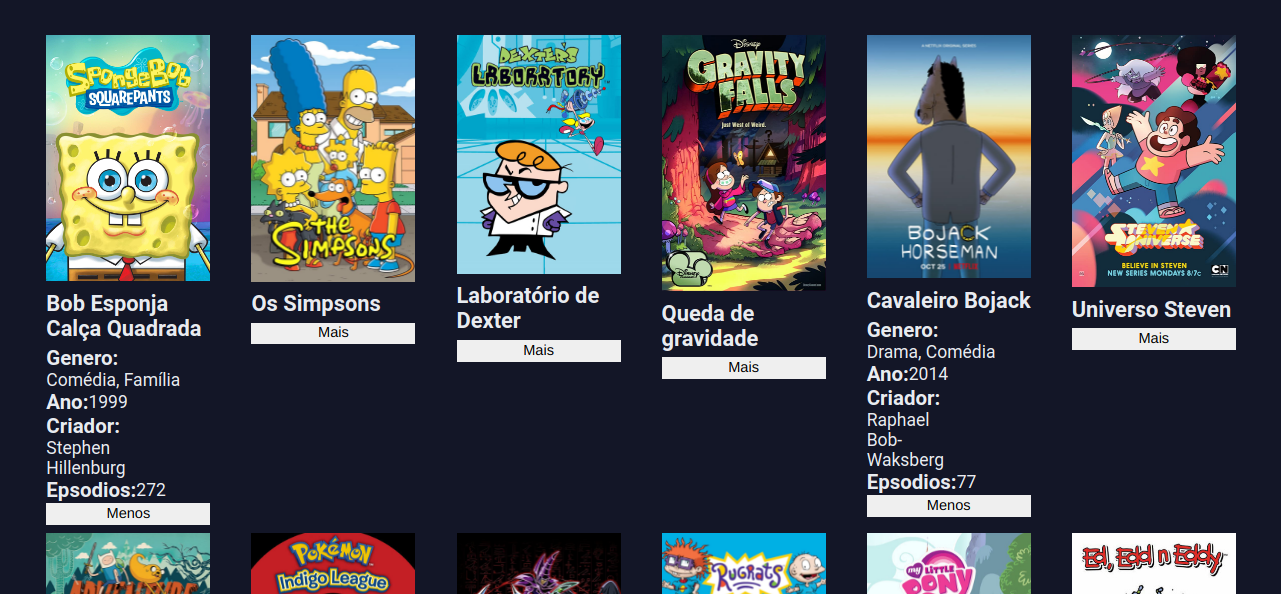 SpongeBob
SQUAREPANTS
Bob Esponja
Calça Quadrada
Genero:
Comédia, Família
Ano:1999
Criador:
Stephen
Hillenburg
Epsodios:272
Menos
THE
SIMPSONS
Os Simpsons
Mais
DEXTER'S
LABORATORY
Laboratório de
Dexter
Mais
Disney
GRAVITY
FALLS
Just West of Weird.
Disney
Queda de
gravidade
Mais
A NETFLIX ORIGINAL SERIES
BOJACK
HORSEMAN
OCT 25
Cavaleiro Bojack
Genero:
Drama, Comédia
Ano:2014
Criador:
Raphael
Bob-
Waksberg
Epsodios:77
Menos
STEVEN
UNIVERSE
BELIEVE IN STEVEN
NEW SERIES MONDAYS 8/7c
CN
Universo Steven
Mais
POKÉMON
Indigo League
RUGRATS
my LITTLE
PONY
Ed, Edd n Eddy